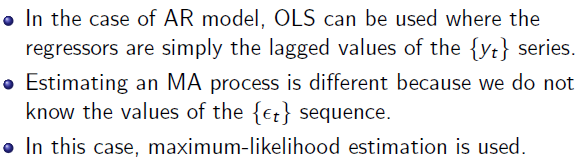 • In the case of AR model, OLS can be used where the
regressors are simply the lagged values of the {yₜ} series.
• Estimating an MA process is different because we do not
know the values of the {ϵₜ} sequence.
• In this case, maximum-likelihood estimation is used.